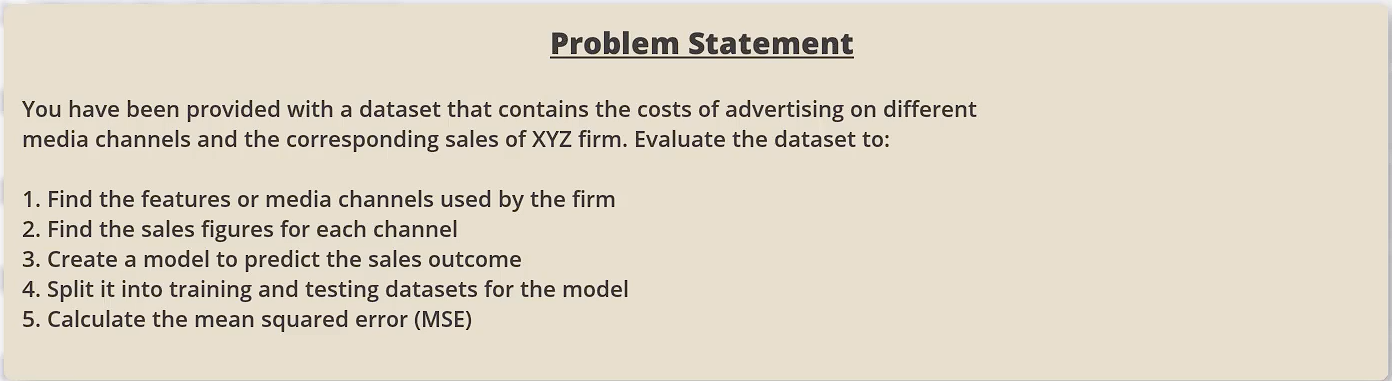 Problem Statement
You have been provided with a dataset that contains the costs of advertising on different
media channels and the corresponding sales of XYZ firm. Evaluate the dataset to:
1. Find the features or media channels used by the firm
2. Find the sales figures for each channel
3. Create a model to predict the sales outcome
4. Split it into training and testing datasets for the model
5. Calculate the mean squared error (MSE)